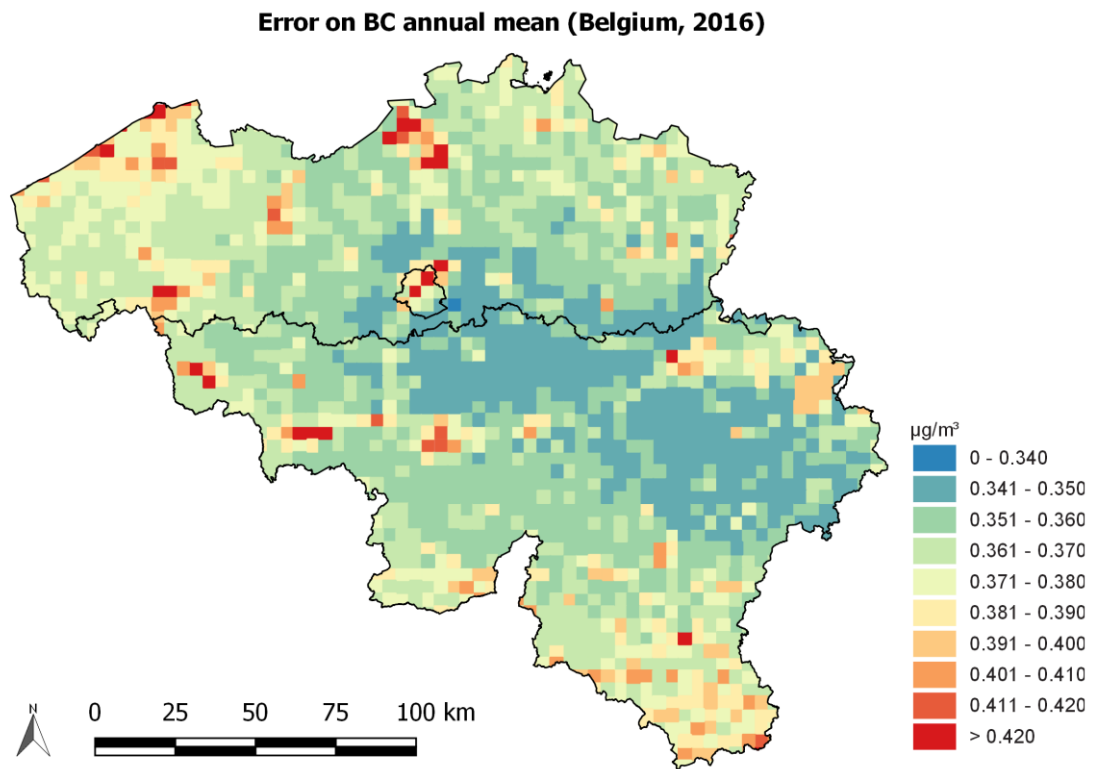 Error on BC annual mean (Belgium, 2016)
µg/m³
0 - 0.340
0.341 - 0.350
0.351 - 0.360
0.361 - 0.370
0.371 - 0.380
0.381 - 0.390
0.391 - 0.400
0.401 - 0.410
0.411 - 0.420
> 0.420
N
0 25 50 75 100 km